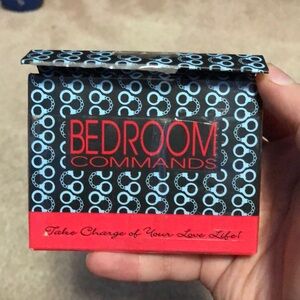 BEDROOM
COMMANDS
Take Charge of Your Love Life!